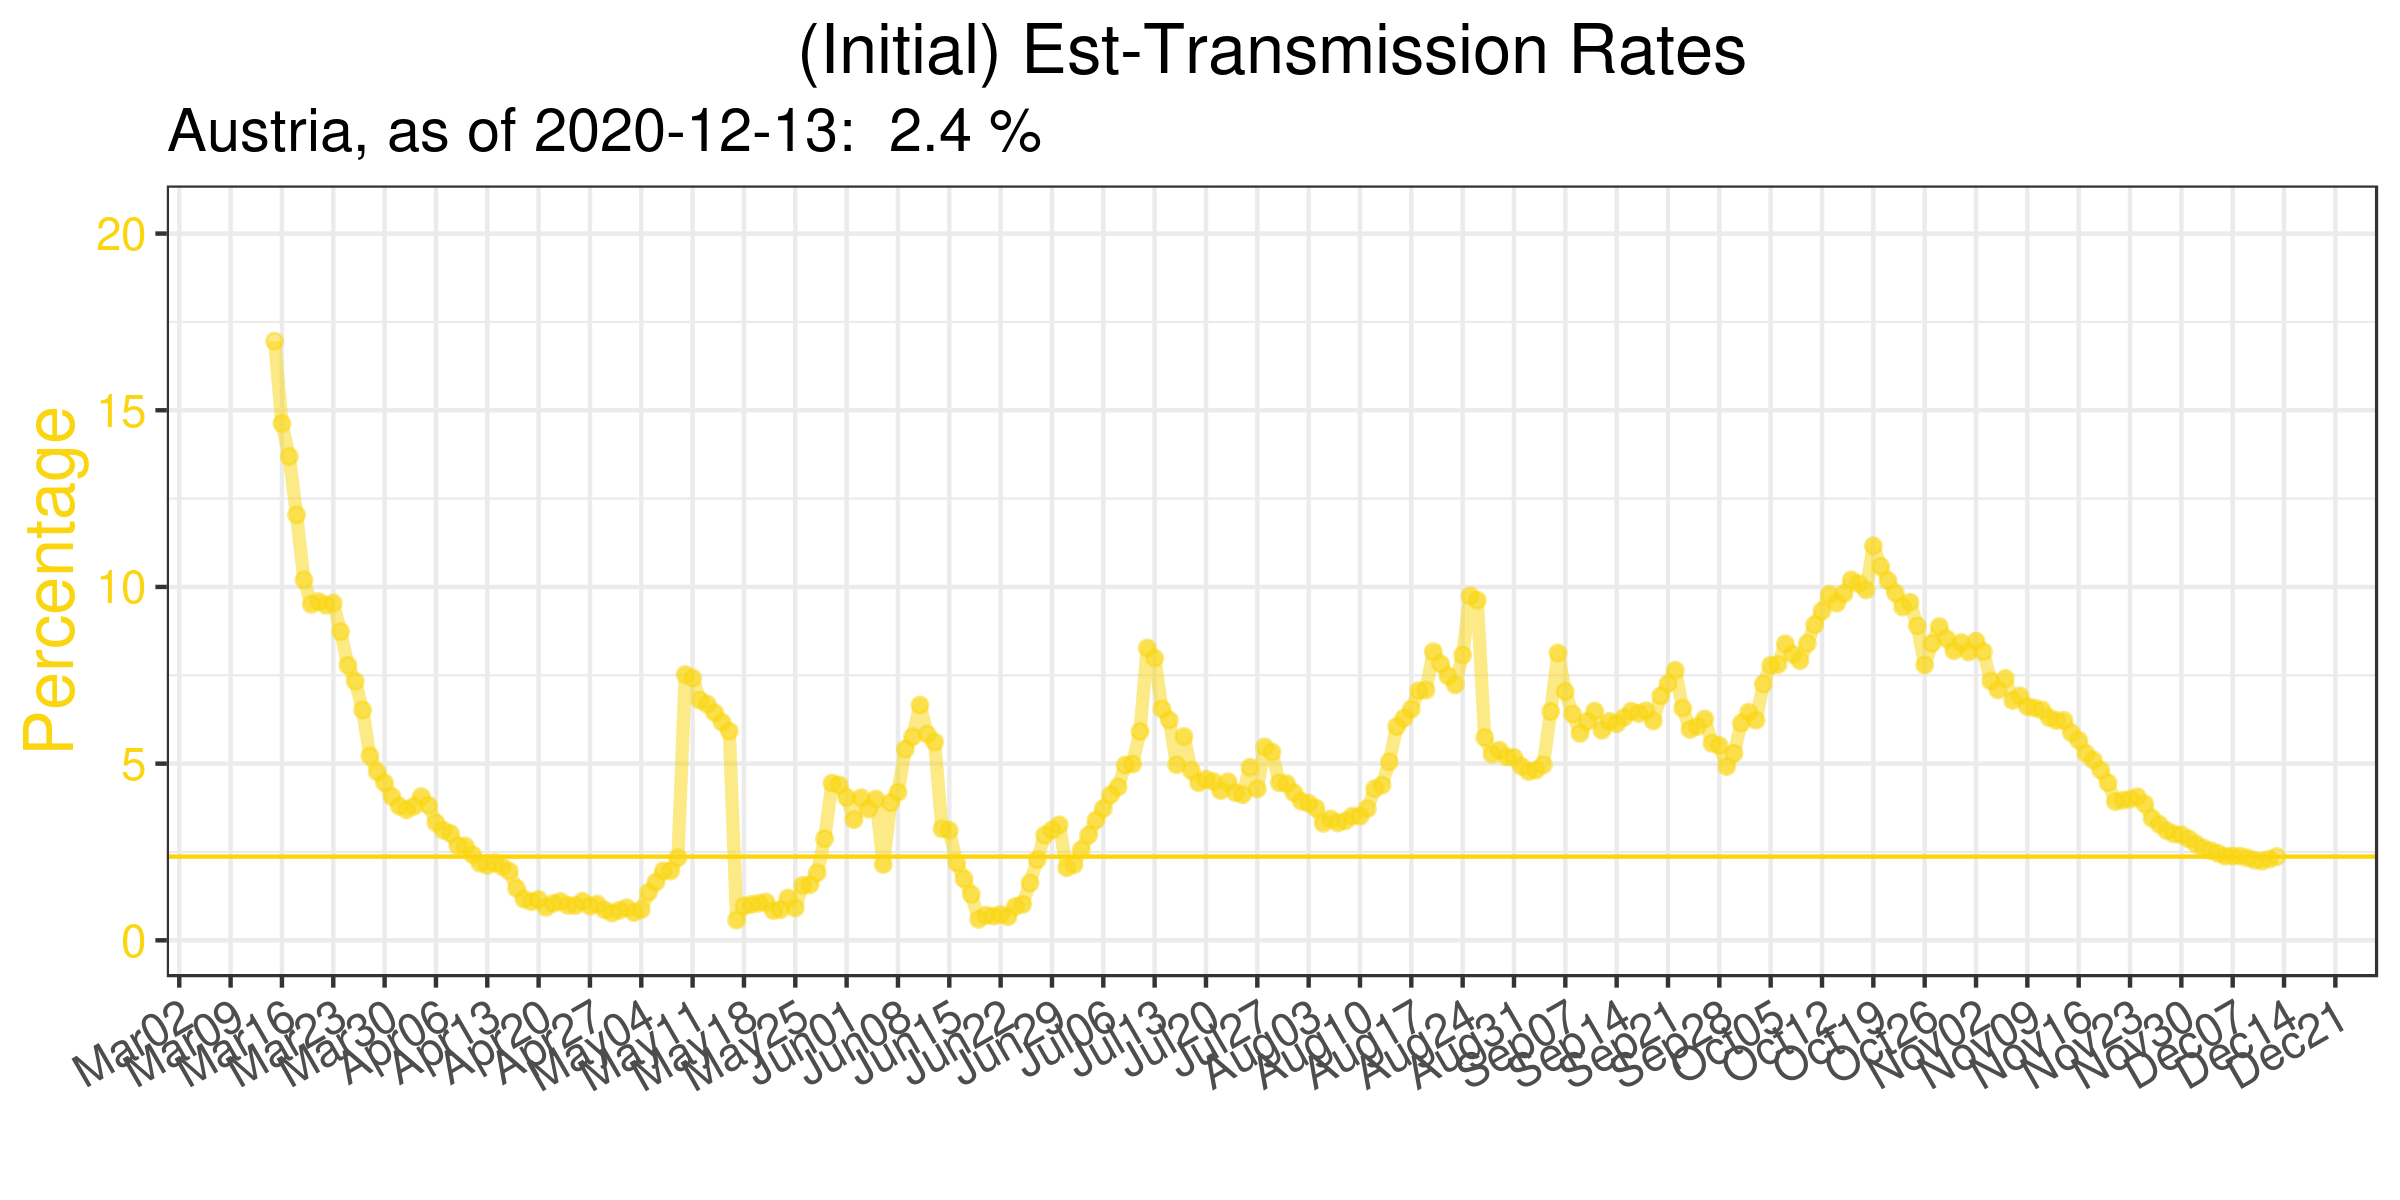 (Initial) Est-Transmission Rates
Austria, as of 2020-12-13:  2.4 %
Percentage
20
15
10
5
0
Mar02
Mar09
Mar16
Mar23
Mar30
Apr06
Apr13
Apr20
Apr27
May04
May11
May18
May25
Jun01
Jun08
Jun15
Jun22
Jun29
Jul06
Jul13
Jul20
Jul27
Aug03
Aug10
Aug17
Aug24
Aug31
Sep07
Sep14
Sep21
Sep28
Oct05
Oct12
Oct19
Oct26
Nov02
Nov09
Nov16
Nov23
Nov30
Dec07
Dec14
Dec21